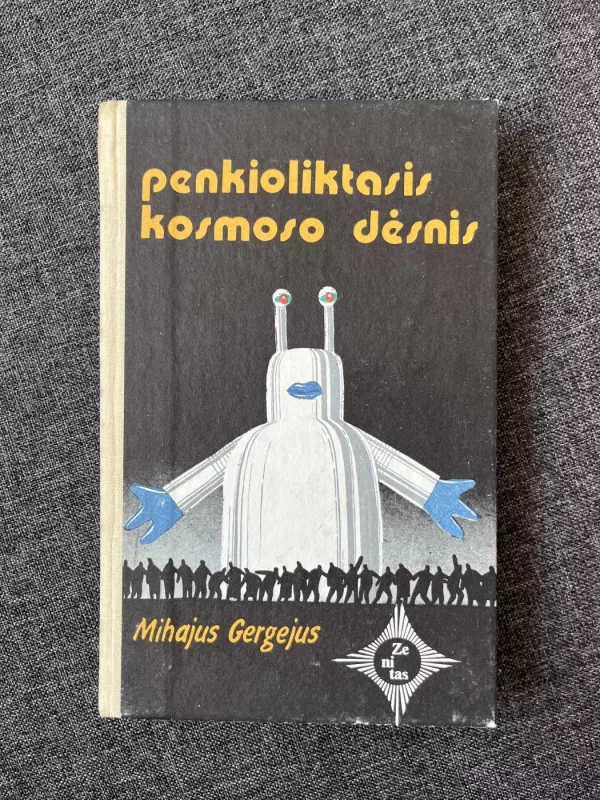 penkioliktasis
kosmoso dėsnis
Mihajus Gergejus
Ze
ni
tas